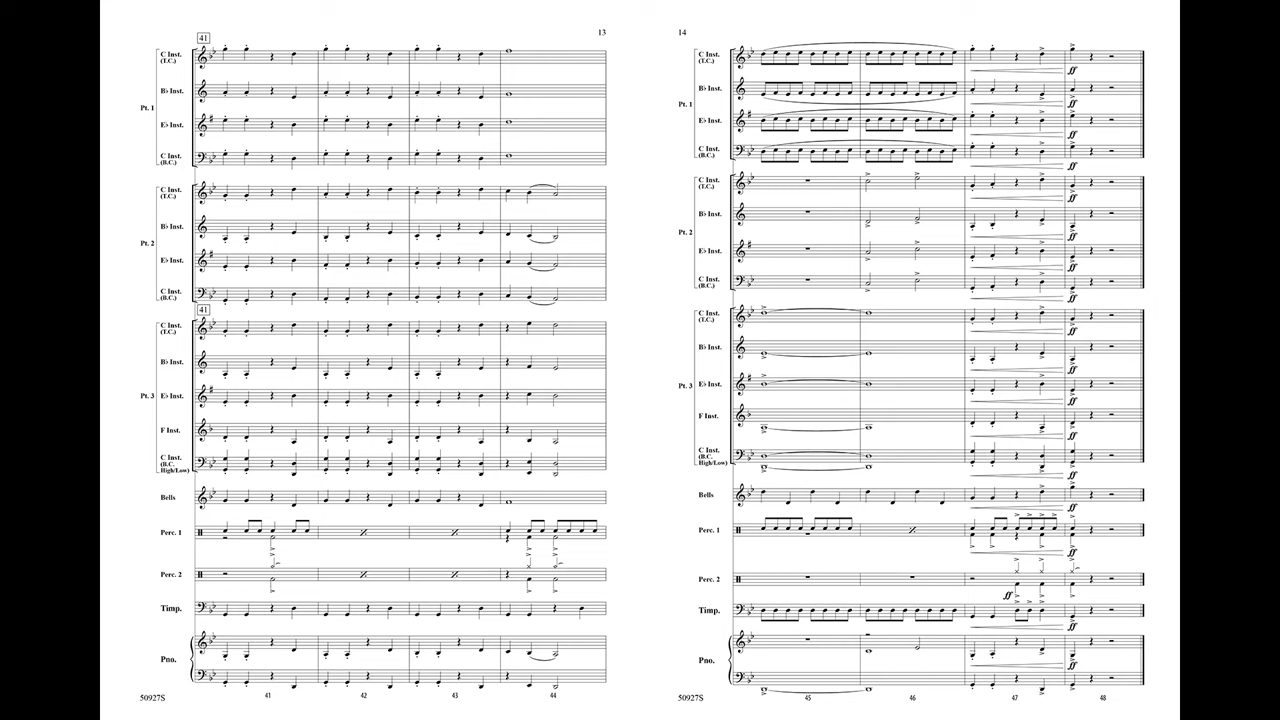 41
13
C Inst.
(T.C.)
B♭ Inst.
Pt. 1
E♭ Inst.
C Inst.
(B.C.)
C Inst.
(T.C.)
B♭ Inst.
Pt. 2
E♭ Inst.
C Inst.
(B.C.)
41
C Inst.
(T.C.)
B♭ Inst.
Pt. 3
E♭ Inst.
F Inst.
C Inst.
(B.C.
High/Low)
Bells
Perc. 1
Perc. 2
Timp.
Pno.
50927S
41
42
43
44
14
C Inst.
(T.C.)
ff
B♭ Inst.
ff
Pt. 1
E♭ Inst.
ff
C Inst.
(B.C.)
ff
C Inst.
(T.C.)
ff
B♭ Inst.
ff
Pt. 2
E♭ Inst.
ff
C Inst.
(B.C.)
ff
C Inst.
(T.C.)
ff
B♭ Inst.
ff
Pt. 3
E♭ Inst.
ff
F Inst.
ff
C Inst.
(B.C.
High/Low)
ff
Bells
ff
Perc. 1
ff
Perc. 2
ff
Timp.
ff
Pno.
ff
50927S
45
46
47
48